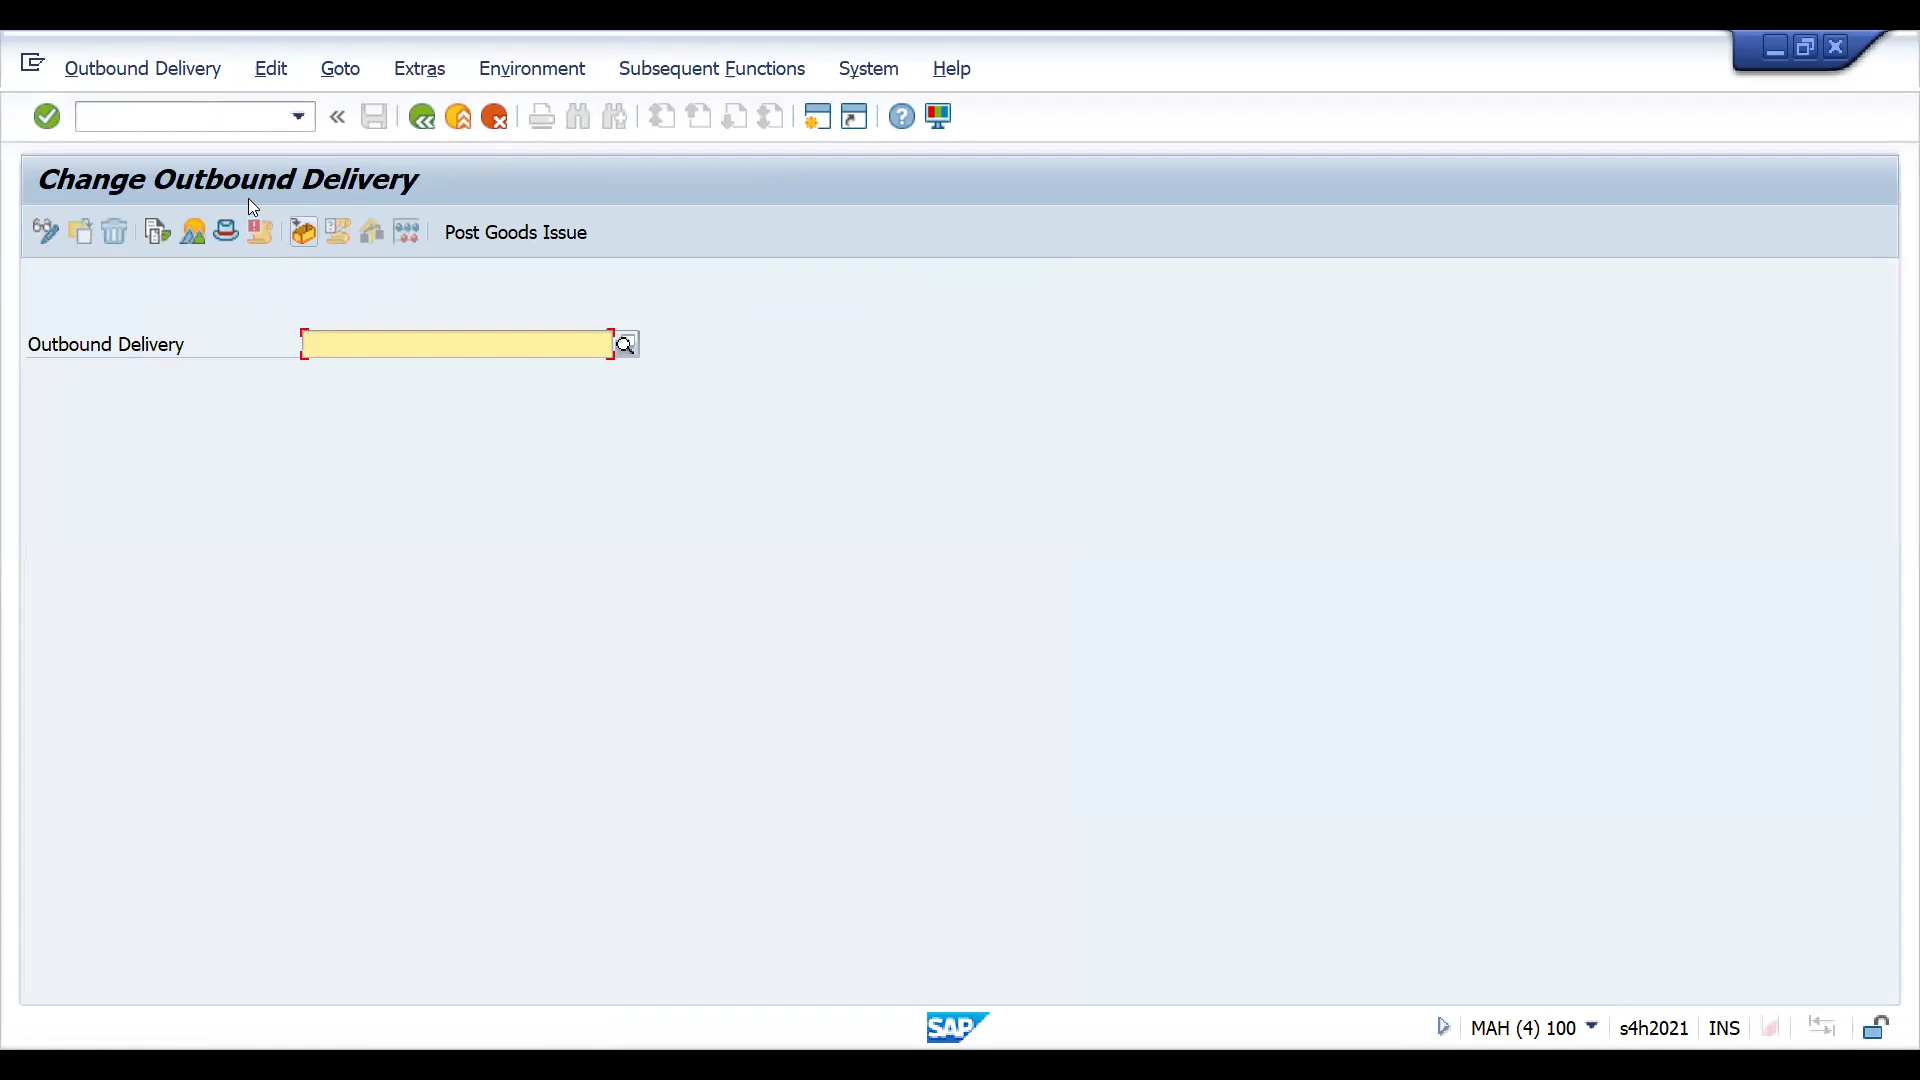 Outbound Delivery Edit Goto Extras Environment Subsequent Functions System Help
Change Outbound Delivery
Post Goods Issue
Outbound Delivery
SAP
MAH (4) 100 s4h2021 INS